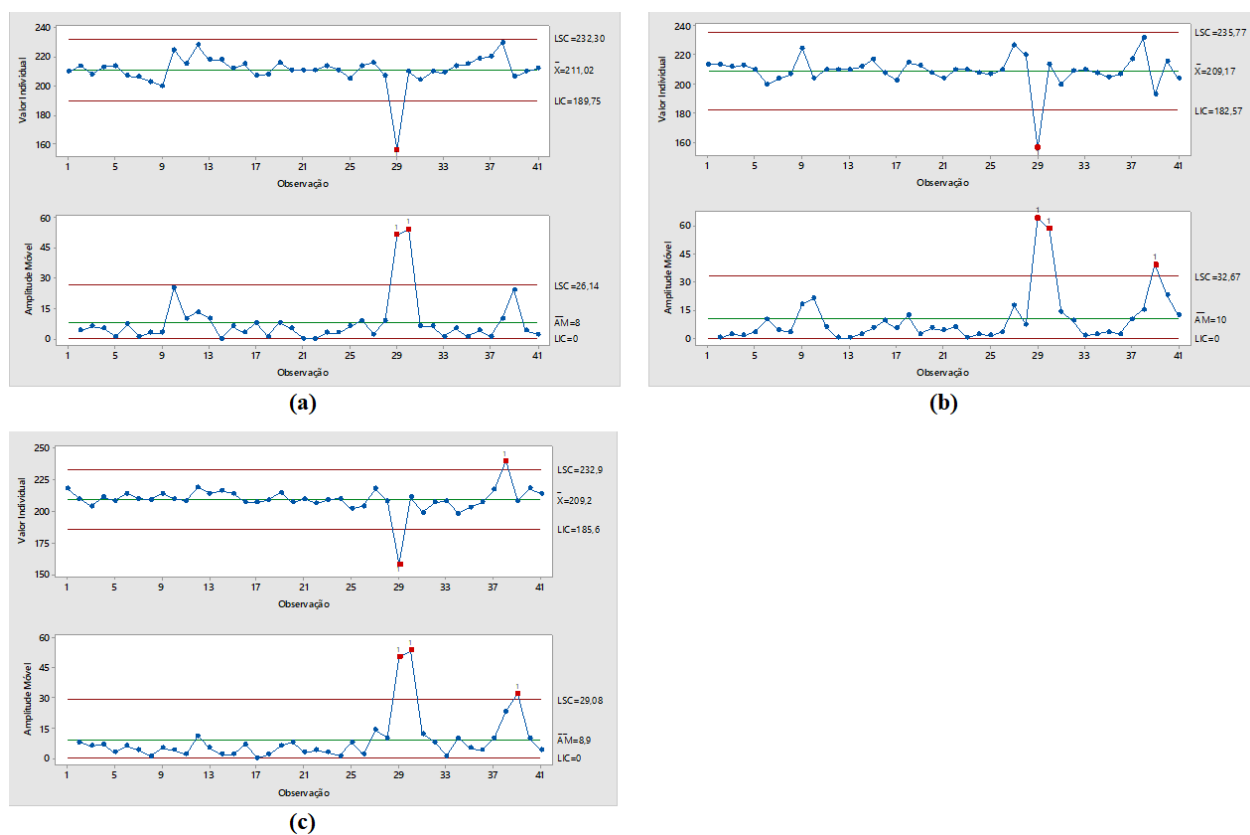 240
220
200
180
160
Valor Individual
LSC=232,30
X=211,02
LIC=189,75
1
1 5 9 13 17 21 25 29 33 37 41
Observação
60
45
30
15
0
Amplitude Móvel
1
1
LSC=26,14
AM=8
LIC=0
1 5 9 13 17 21 25 29 33 37 41
Observação
(a)
240
220
200
180
160
Valor Individual
LSC=235,77
X=209,17
LIC=182,57
1
1 5 9 13 17 21 25 29 33 37 41
Observação
60
45
30
15
0
Amplitude Móvel
1
1
1
LSC=32,67
AM=10
LIC=0
1 5 9 13 17 21 25 29 33 37 41
Observação
(b)
250
225
200
175
150
Valor Individual
1
LSC=232,9
X=209,2
LIC=185,6
1
1 5 9 13 17 21 25 29 33 37 41
Observação
60
45
30
15
0
Amplitude Móvel
1
1
1
LSC=29,08
AM=8,9
LIC=0
1 5 9 13 17 21 25 29 33 37 41
Observação
(c)